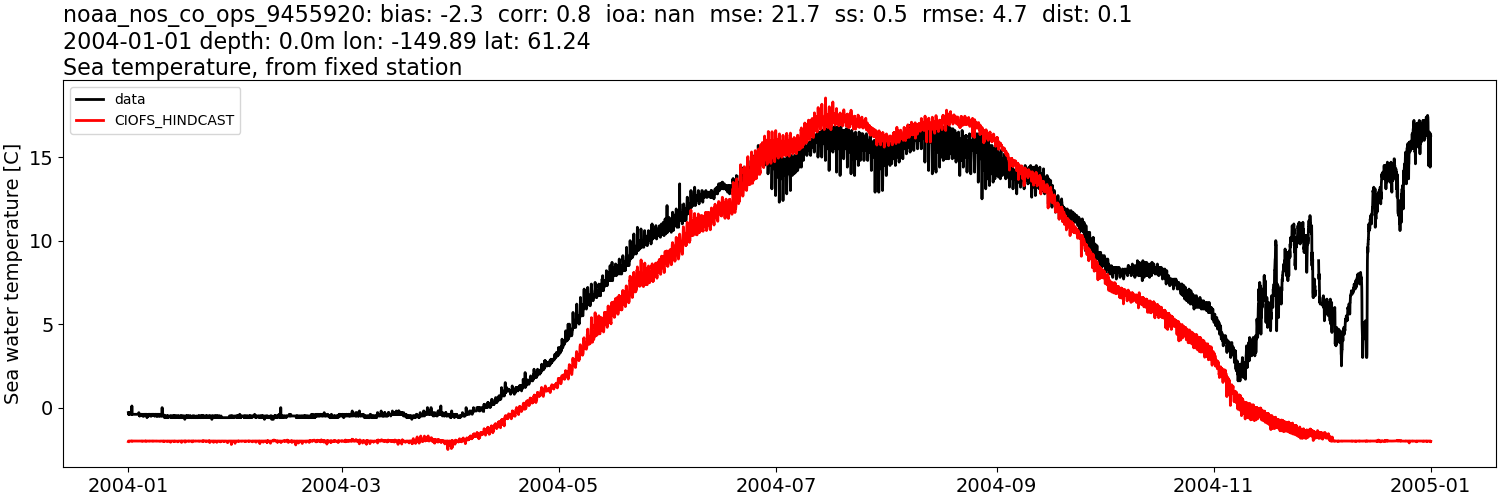 noaa_nos_co_ops_9455920: bias: -2.3  corr: 0.8  ioa: nan  mse: 21.7  ss: 0.5  rmse: 4.7  dist: 0.1
2004-01-01 depth: 0.0m lon: -149.89 lat: 61.24
Sea temperature, from fixed station
data
CIOFS_HINDCAST
Sea water temperature [C]
15
10
5
0
2004-01 2004-03 2004-05 2004-07 2004-09 2004-11 2005-01